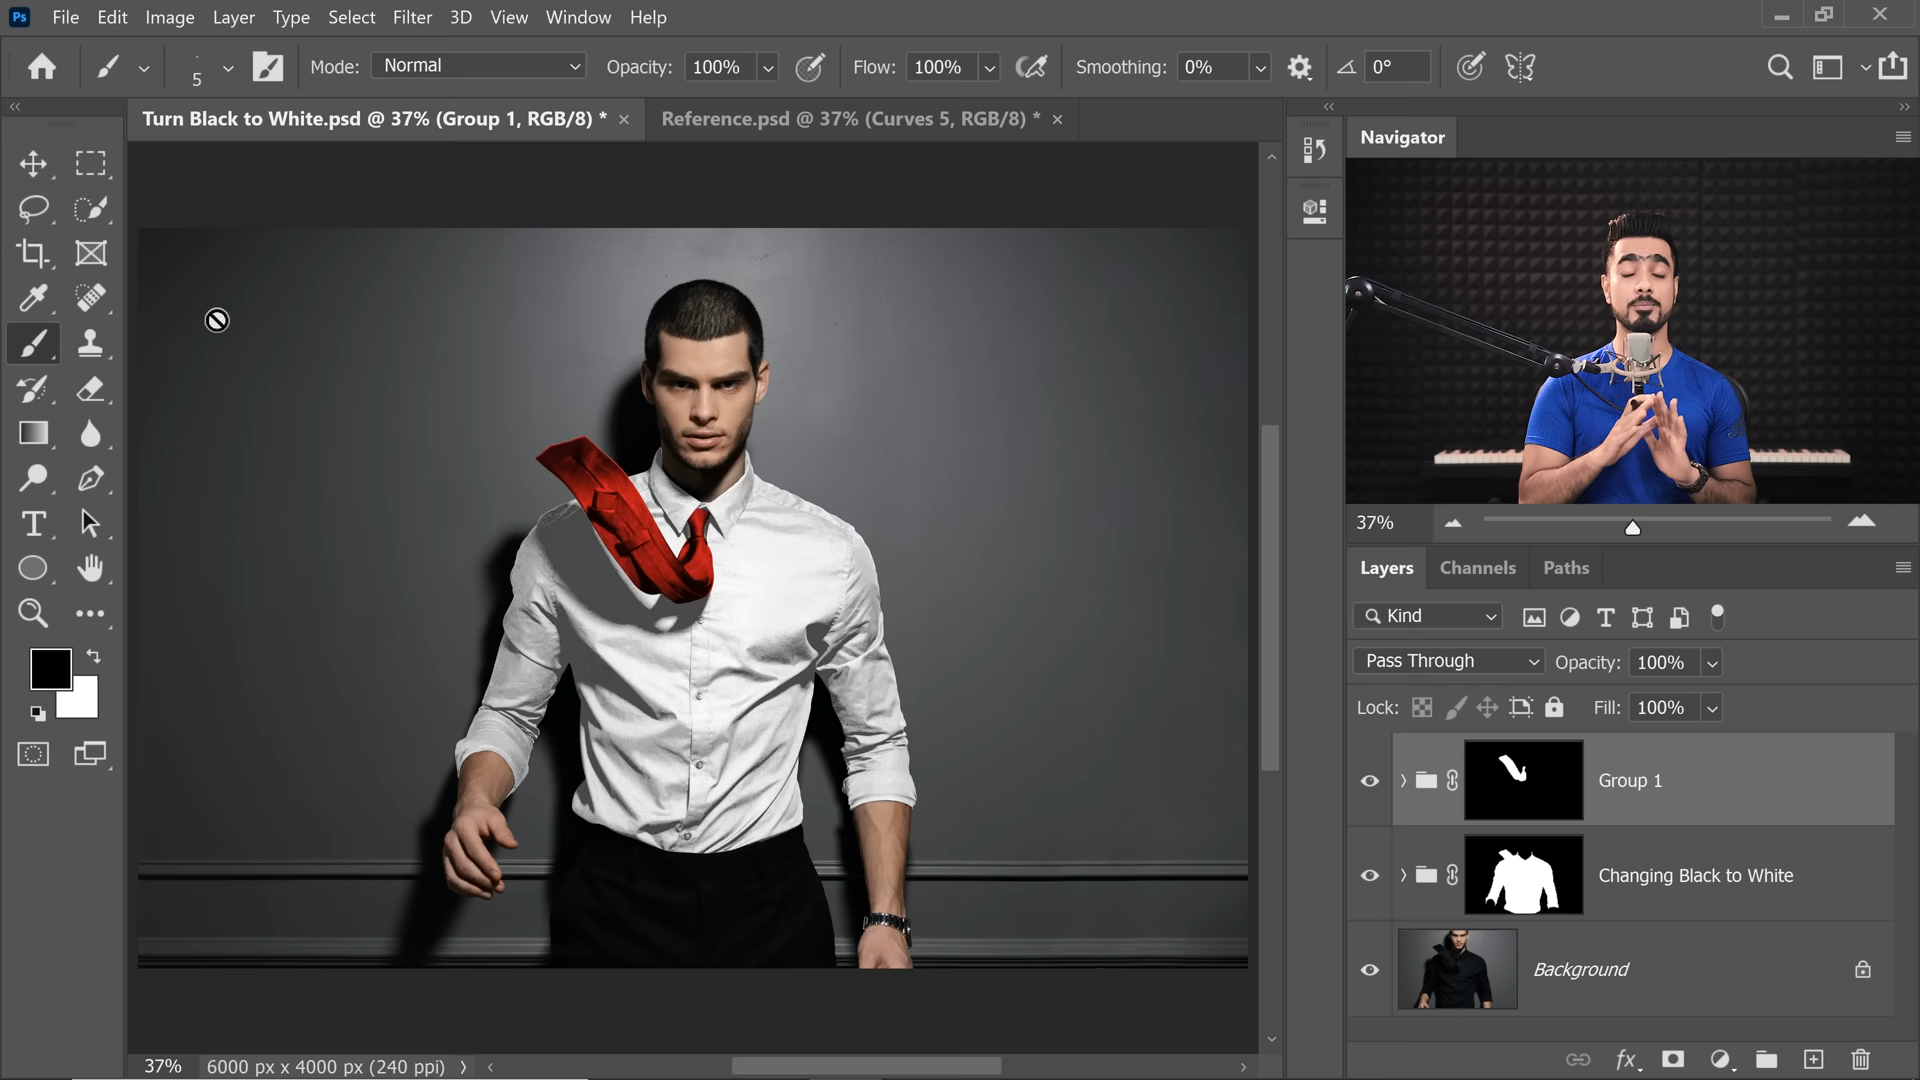 Ps File Edit Image Layer Type Select Filter 3D View Window Help
5 Mode: Normal Opacity: 100% Flow: 100% Smoothing: 0% 0°
Turn Black to White.psd @ 37% (Group 1, RGB/8) * × Reference.psd @ 37% (Curves 5, RGB/8) * ×
Navigator
37%
Layers Channels Paths
Kind
Pass Through Opacity: 100%
Lock: Fill: 100%
Group 1
Changing Black to White
Background
fx
37% 6000 px x 4000 px (240 ppi)